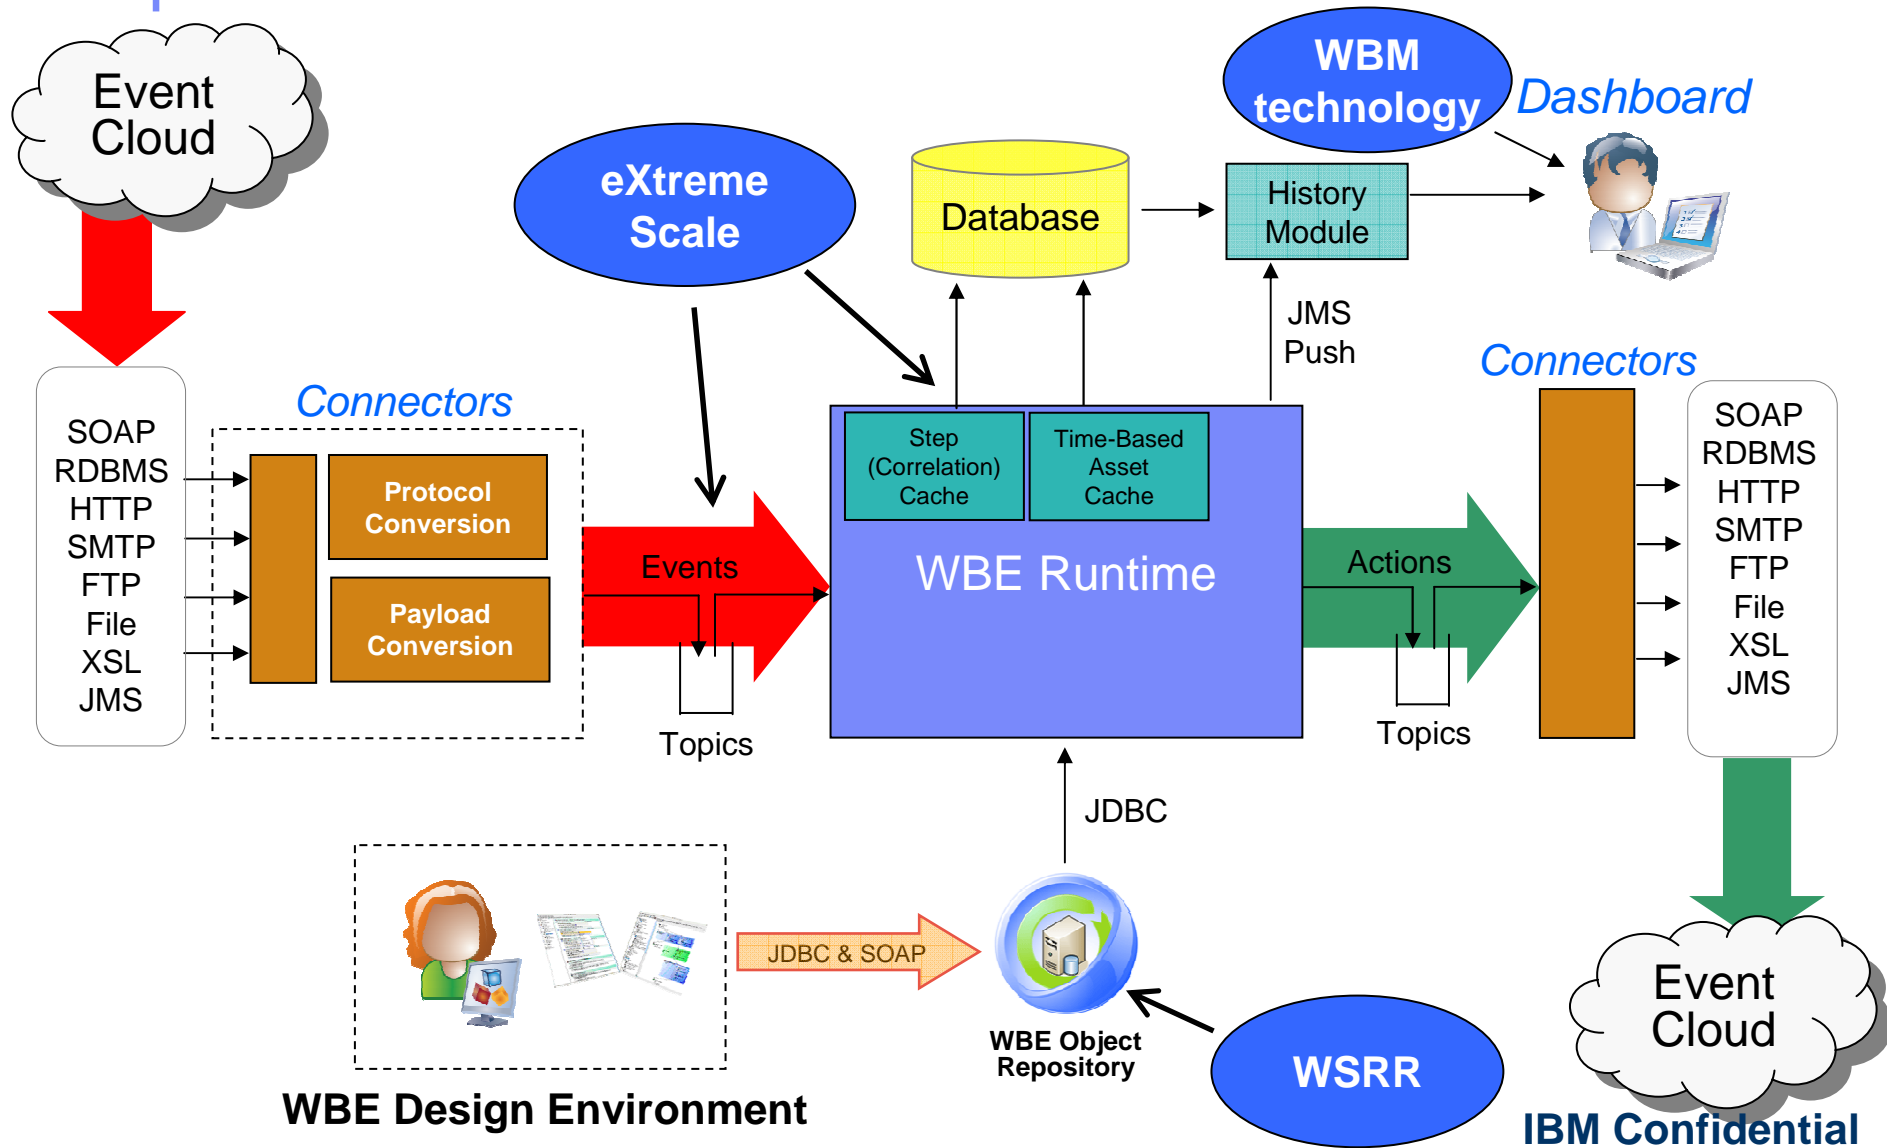 Event
Cloud
WBM
technology
Dashboard
eXtreme
Scale
Database
History
Module
JMS
Push
Connectors
SOAP
RDBMS
HTTP
SMTP
FTP
File
XSL
JMS
Protocol
Conversion
Payload
Conversion
Events
Topics
Step
(Correlation)
Cache
Time-Based
Asset
Cache
WBE Runtime
Actions
Topics
Connectors
SOAP
RDBMS
HTTP
SMTP
FTP
File
XSL
JMS
JDBC
JDBC & SOAP
WBE Object
Repository
WSRR
Event
Cloud
WBE Design Environment
IBM Confidential